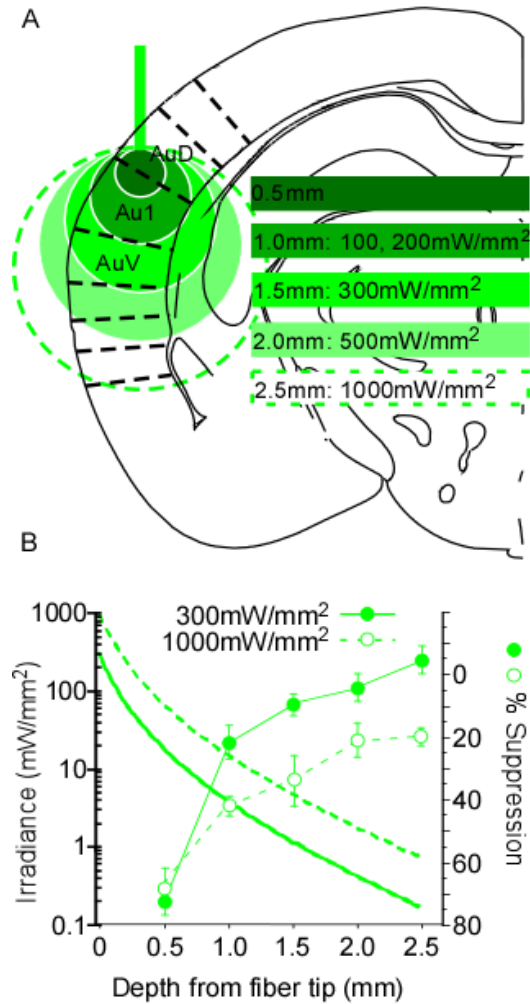 A
AuD
Au1
AuV
0.5mm
1.0mm: 100, 200mW/mm²
1.5mm: 300mW/mm²
2.0mm: 500mW/mm²
2.5mm: 1000mW/mm²
B
300mW/mm²
1000mW/mm²
Irradiance (mW/mm²)
1000
100
10
1
0.1
0
20
40
60
80
% Suppression
0 0.5 1.0 1.5 2.0 2.5
Depth from fiber tip (mm)